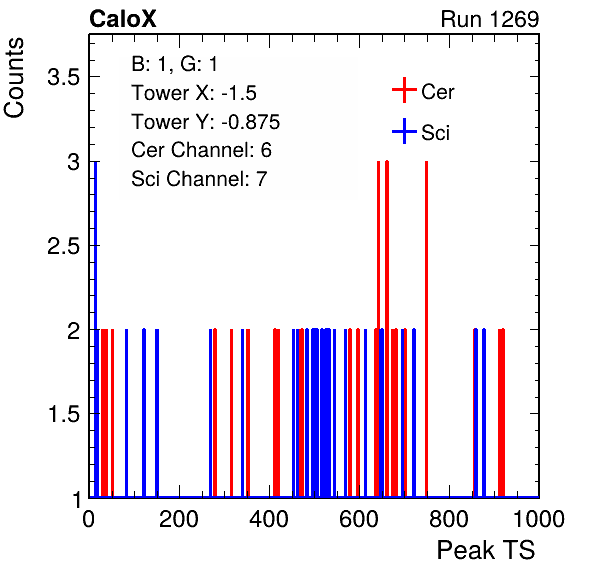 CaloX Run 1269
Counts
B: 1, G: 1
Tower X: -1.5
Tower Y: -0.875
Cer Channel: 6
Sci Channel: 7
Cer
Sci
3.5
3
2.5
2
1.5
1
0 200 400 600 800 1000
Peak TS